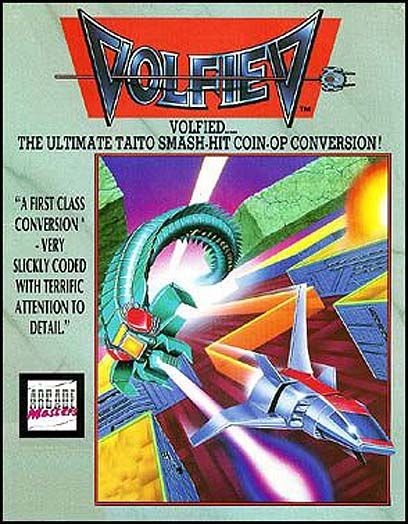 VOLFIED
TM
VOLFIED....
THE ULTIMATE TAITO SMASH-HIT COIN-OP CONVERSION!
"A FIRST CLASS
CONVERSION"
- VERY
SLICKLY CODED
WITH TERRIFIC
ATTENTION TO
DETAIL."
ARCADE
Masters